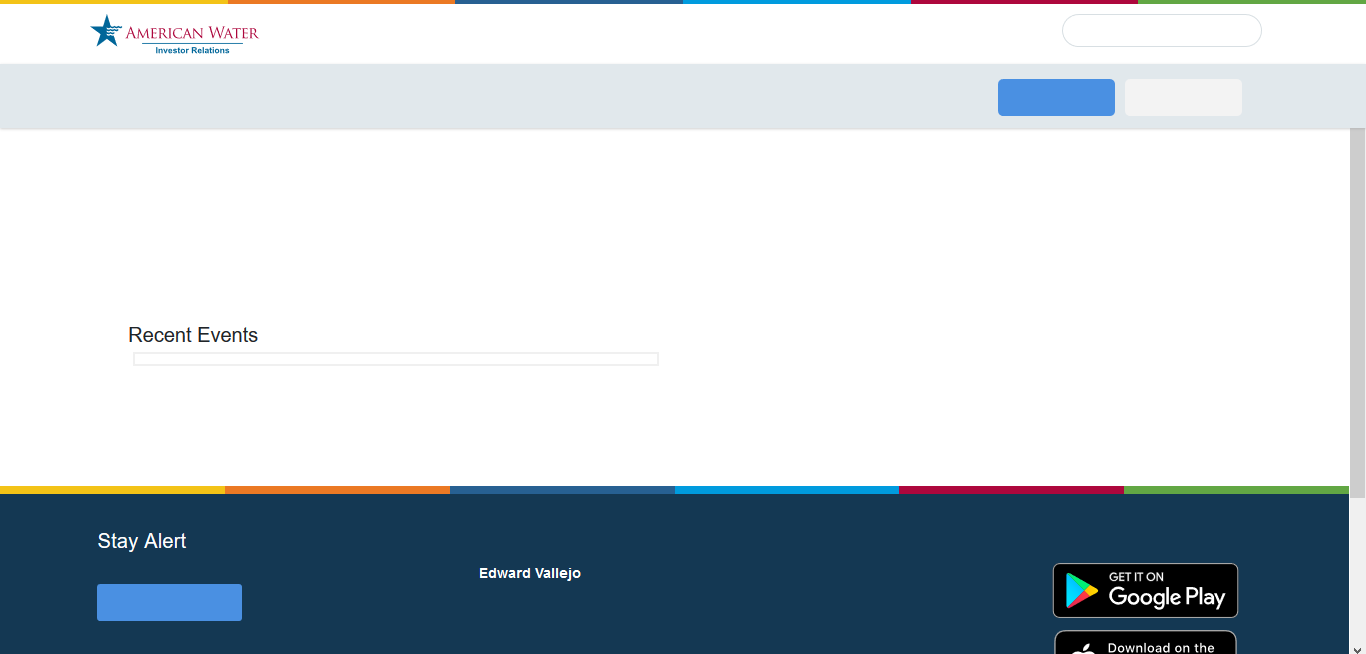 AMERICAN WATER
Investor Relations
Recent Events
Stay Alert
Edward Vallejo
GET IT ON
Google Play
Download on the